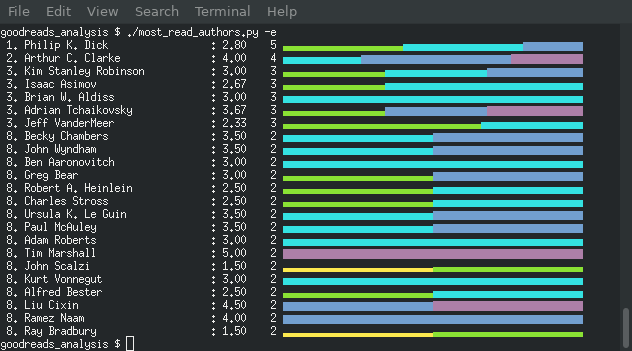 File Edit View Search Terminal Help
goodreads_analysis $ ./most_read_authors.py -e
1. Philip K. Dick : 2.80 5
2. Arthur C. Clarke : 4.00 4
3. Kim Stanley Robinson : 3.00 3
3. Isaac Asimov : 2.67 3
3. Brian W. Aldiss : 3.00 3
3. Adrian Tchaikovsky : 3.67 3
3. Jeff VanderMeer : 2.33 3
8. Becky Chambers : 3.50 2
8. John Wyndham : 3.50 2
8. Ben Aaronovitch : 3.00 2
8. Greg Bear : 3.00 2
8. Robert A. Heinlein : 2.50 2
8. Charles Stross : 2.50 2
8. Ursula K. Le Guin : 3.50 2
8. Paul McAuley : 3.50 2
8. Adam Roberts : 3.00 2
8. Tim Marshall : 5.00 2
8. John Scalzi : 1.50 2
8. Kurt Vonnegut : 3.00 2
8. Alfred Bester : 2.50 2
8. Liu Cixin : 4.50 2
8. Ramez Naam : 4.00 2
8. Ray Bradbury : 1.50 2
goodreads_analysis $